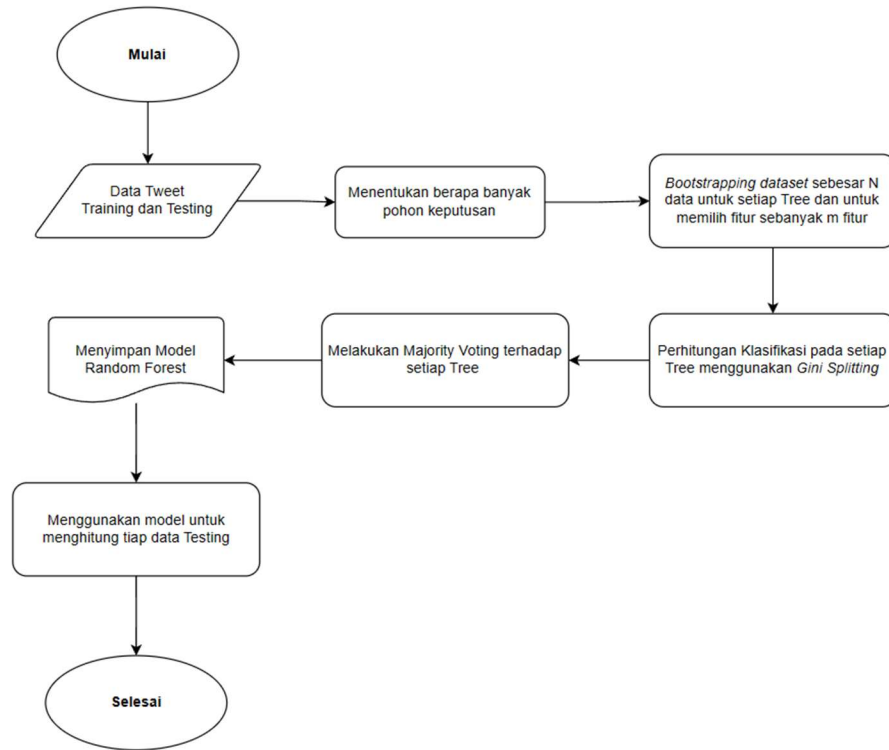 Mulai
Data Tweet
Training dan Testing
Menentukan berapa banyak
pohon keputusan
Bootstrapping dataset sebesar N
data untuk setiap Tree dan untuk
memilih fitur sebanyak m fitur
Perhitungan Klasifikasi pada setiap
Tree menggunakan Gini Splitting
Melakukan Majority Voting terhadap
setiap Tree
Menyimpan Model
Random Forest
Menggunakan model untuk
menghitung tiap data Testing
Selesai